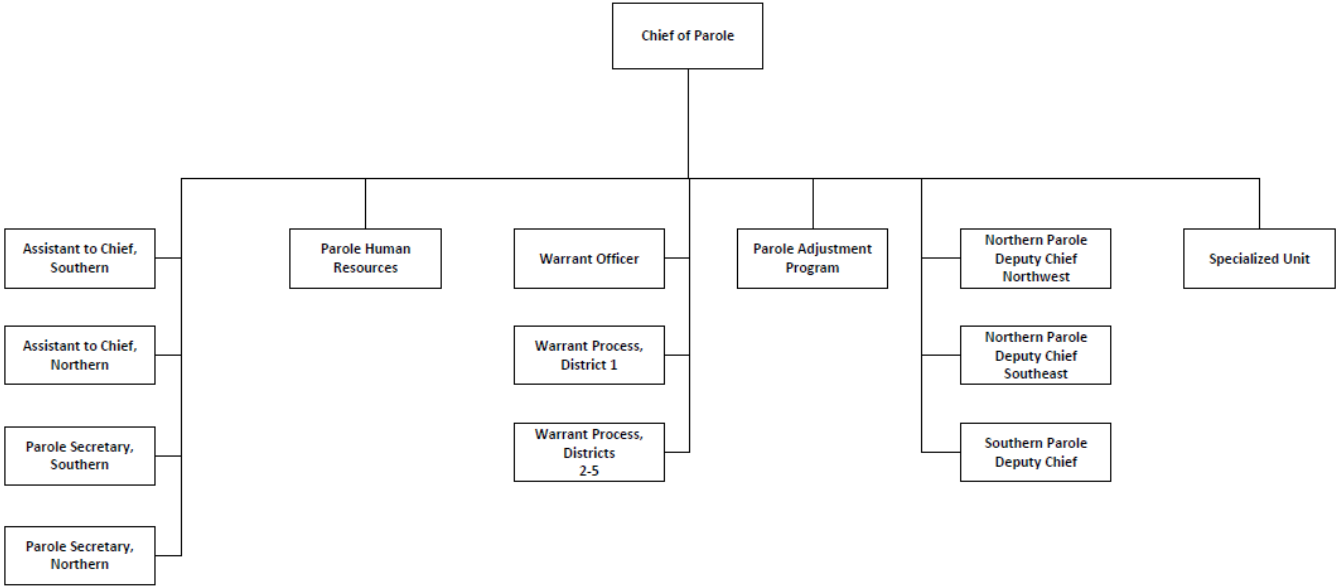 Chief of Parole
Assistant to Chief,
Southern
Assistant to Chief,
Northern
Parole Secretary,
Southern
Parole Secretary,
Northern
Parole Human
Resources
Warrant Officer
Warrant Process,
District 1
Warrant Process,
Districts
2-5
Parole Adjustment
Program
Northern Parole
Deputy Chief
Northwest
Northern Parole
Deputy Chief
Southeast
Southern Parole
Deputy Chief
Specialized Unit